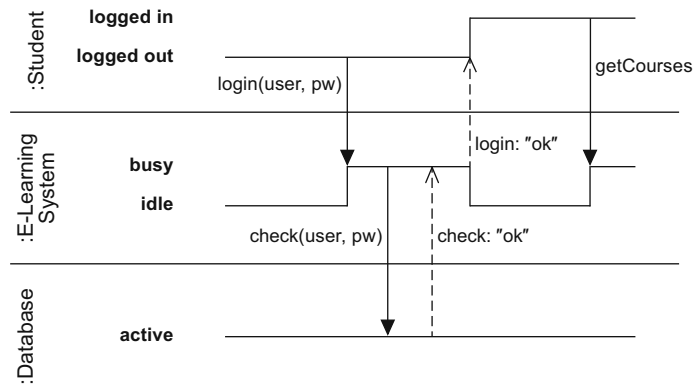 :Student
logged in
logged out
login(user, pw)
getCourses
:E-Learning
System
busy
idle
login: "ok"
check(user, pw)
check: "ok"
:Database
active